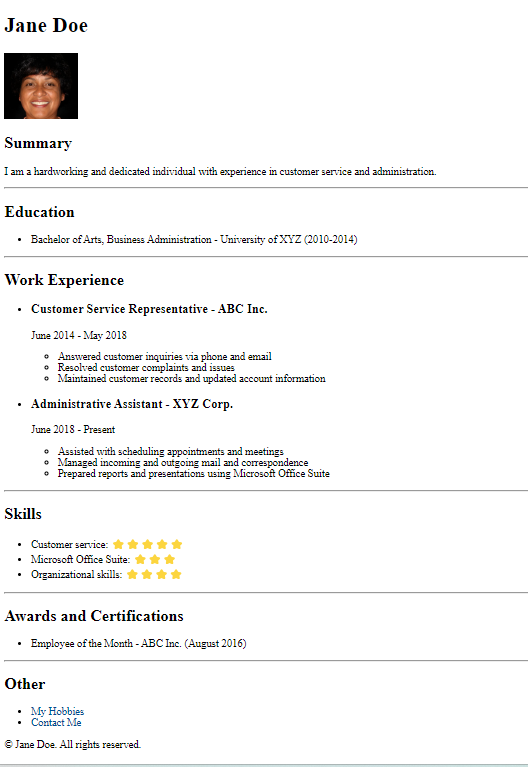 Jane Doe
Summary
I am a hardworking and dedicated individual with experience in customer service and administration.
Education
Bachelor of Arts, Business Administration - University of XYZ (2010-2014)
Work Experience
Customer Service Representative - ABC Inc.
June 2014 - May 2018
Answered customer inquiries via phone and email
Resolved customer complaints and issues
Maintained customer records and updated account information
Administrative Assistant - XYZ Corp.
June 2018 - Present
Assisted with scheduling appointments and meetings
Managed incoming and outgoing mail and correspondence
Prepared reports and presentations using Microsoft Office Suite
Skills
Customer service:
Microsoft Office Suite:
Organizational skills:
Awards and Certifications
Employee of the Month - ABC Inc. (August 2016)
Other
My Hobbies
Contact Me
© Jane Doe. All rights reserved.